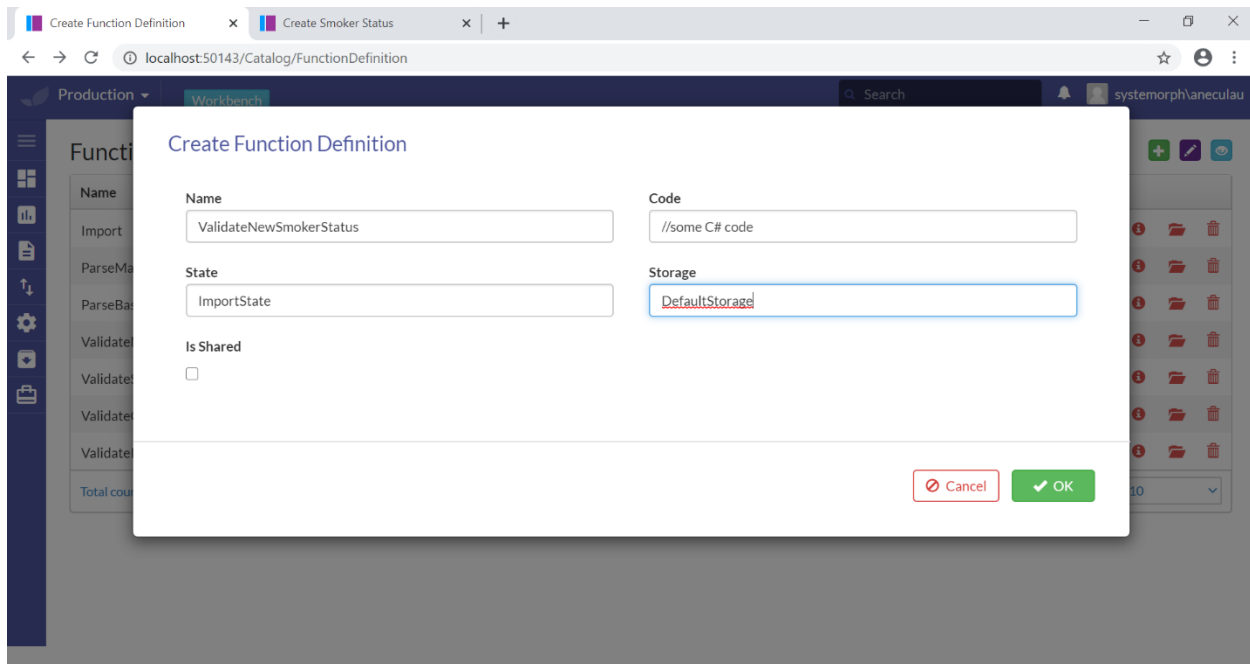 Create Function Definition
Create Smoker Status
localhost:50143/Catalog/FunctionDefinition
Production
Workbench
Search
systemorph\aneculau
Functi
Create Function Definition
Name
Name
Code
ValidateNewSmokerStatus
//some C# code
Import
ParseMa
State
Storage
ImportState
DefaultStorage
ParseBas
Validate
Is Shared
Validate
Validate
Validate
Total cou
Cancel
OK
10